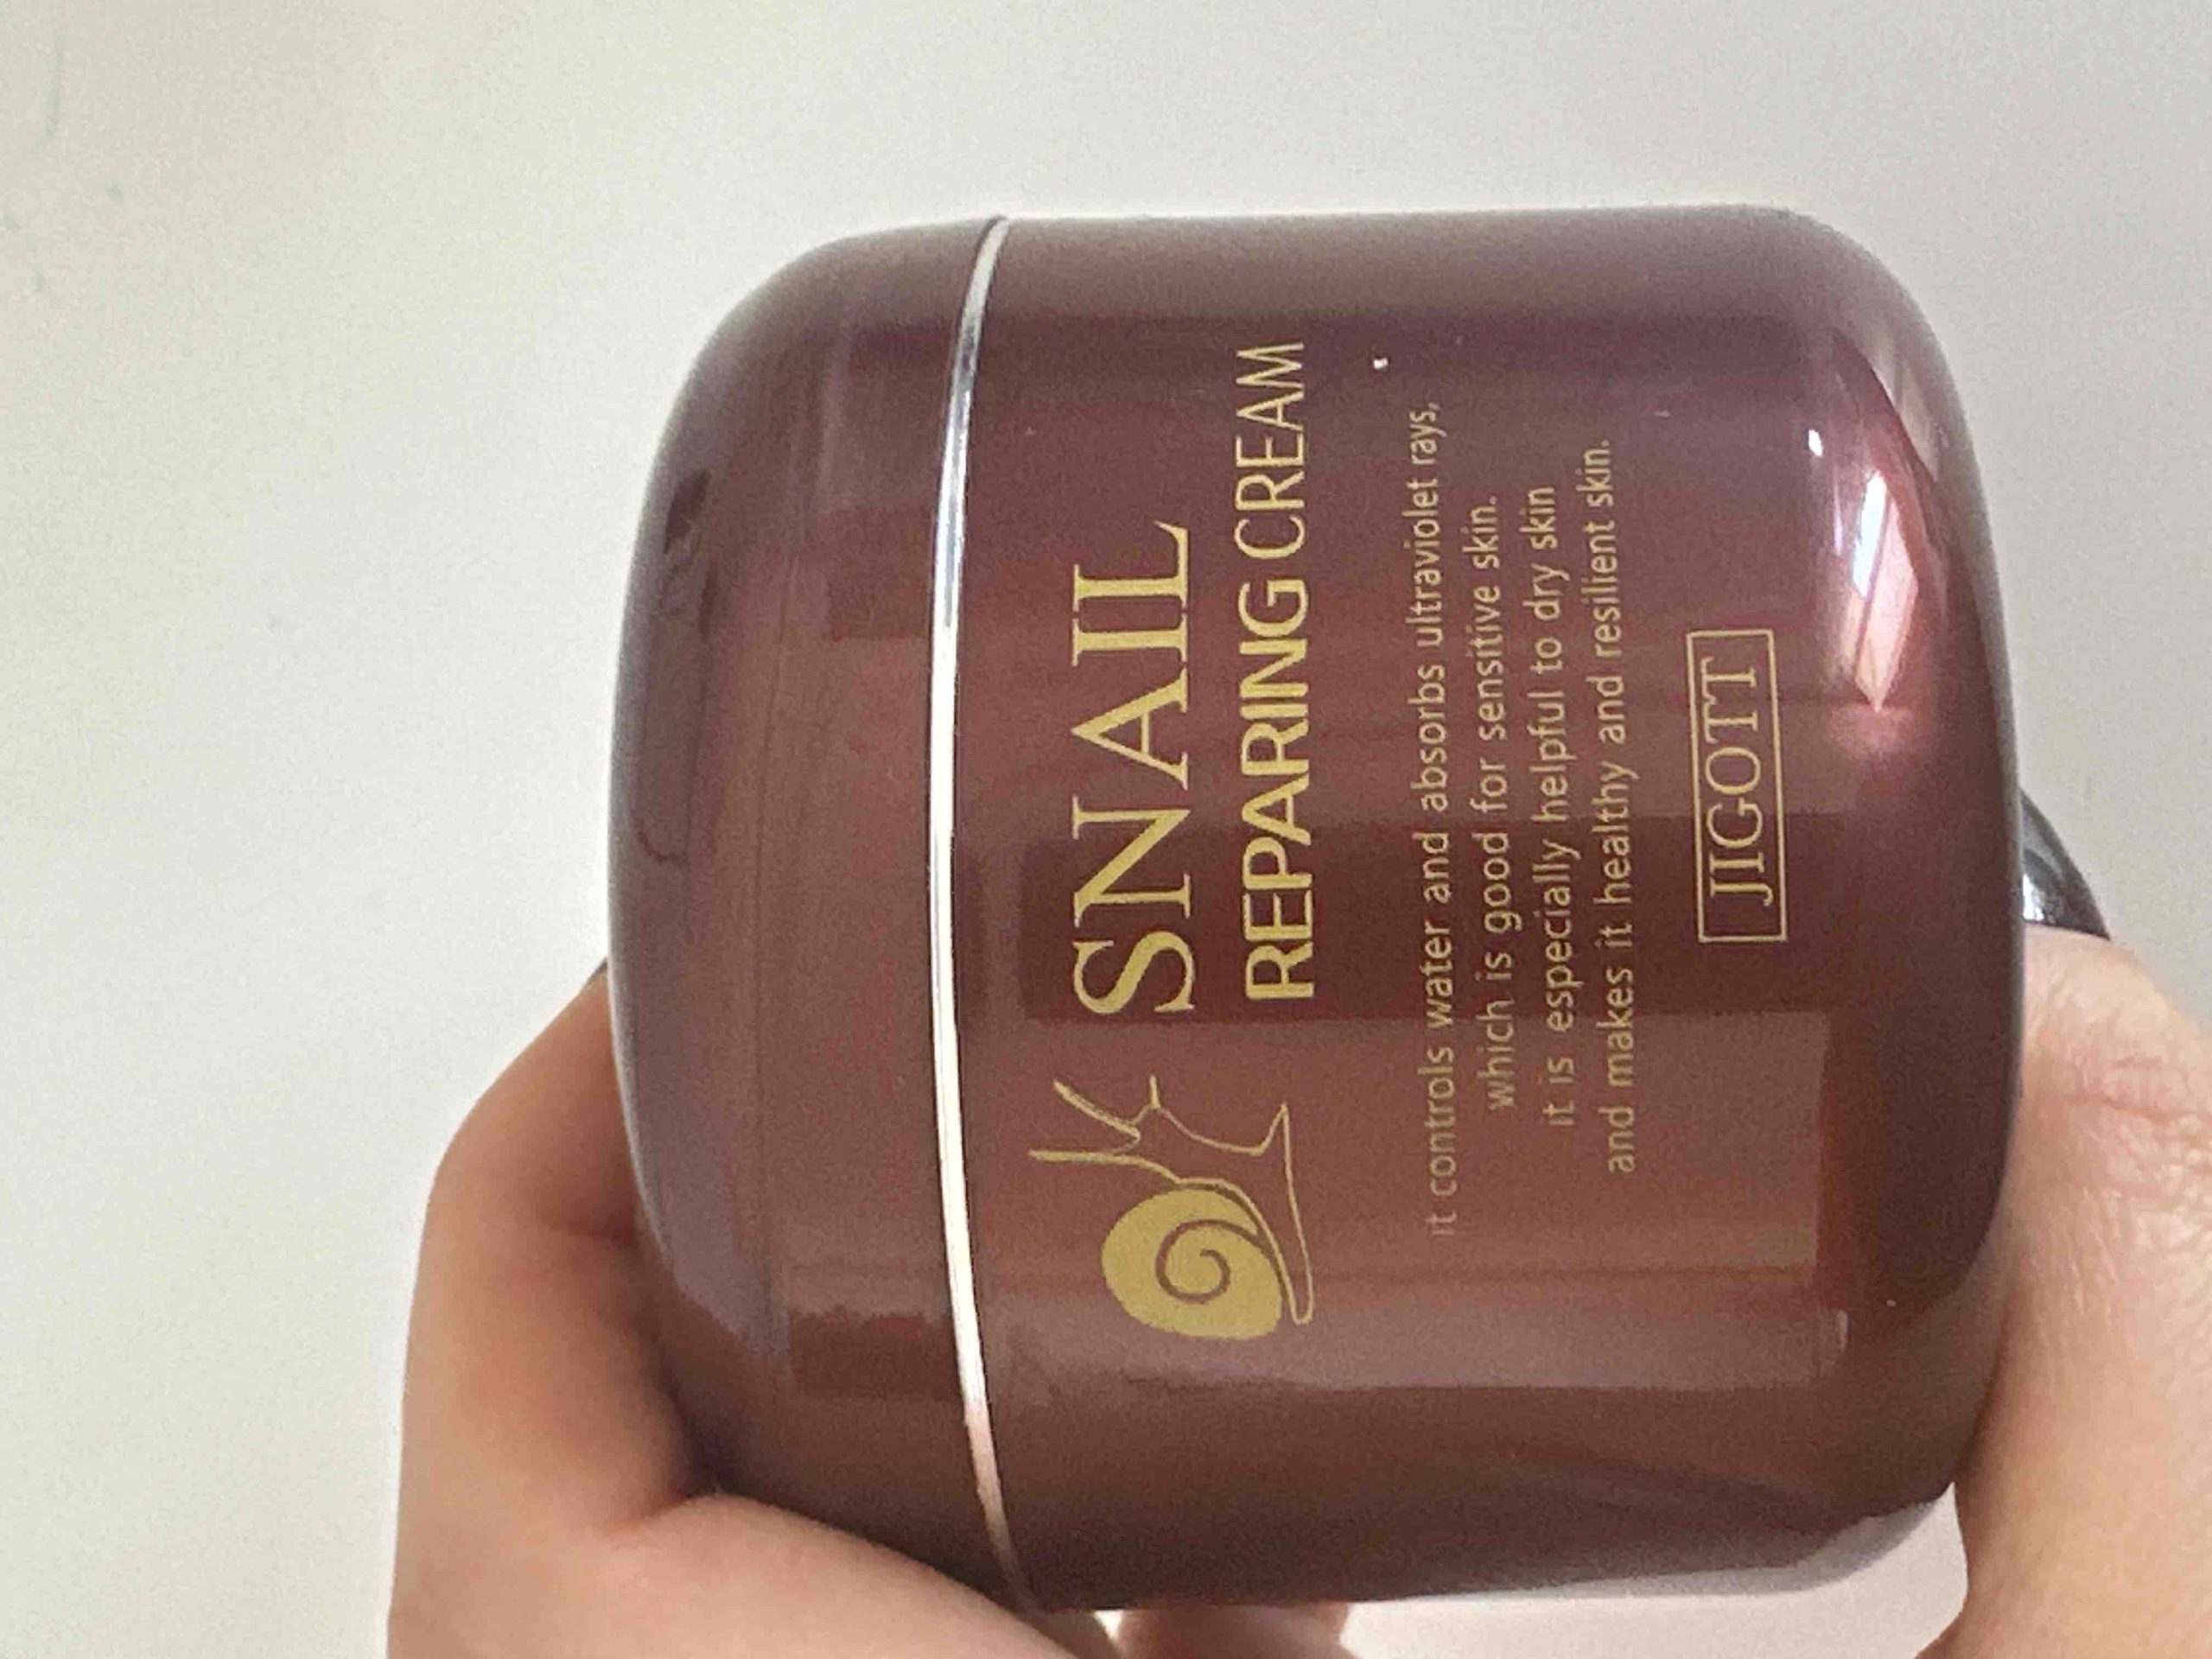 SNAIL
REPARING CREAM
it controls water and absorbs ultraviolet rays,
which is good for sensitive skin.
it is especially helpful to dry skin
and makes it healthy and resilient skin.
JIGOTT